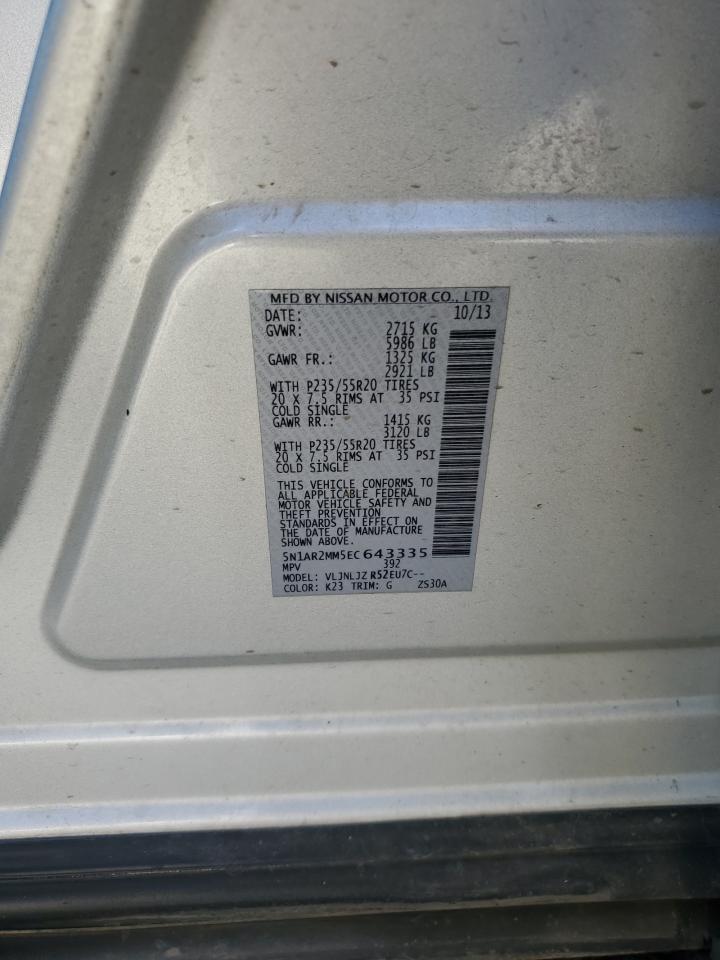 MFD BY NISSAN MOTOR CO., LTD.
DATE: 10/13
GVWR: 2715 KG
5986 LB
GAWR FR.: 1325 KG
2921 LB
WITH P235/55R20 TIRES
20 X 7.5 RIMS AT 35 PSI
COLD SINGLE
GAWR RR.: 1415 KG
3120 LB
WITH P235/55R20 TIRES
20 X 7.5 RIMS AT 35 PSI
COLD SINGLE
THIS VEHICLE CONFORMS TO
ALL APPLICABLE FEDERAL
MOTOR VEHICLE SAFETY AND
THEFT PREVENTION
STANDARDS IN EFFECT ON
THE DATE OF MANUFACTURE
SHOWN ABOVE.
5N1AR2MM5EC643335
MPV 392
MODEL: VLJNLJZ R52EU7C--
COLOR: K23 TRIM: G ZS30A